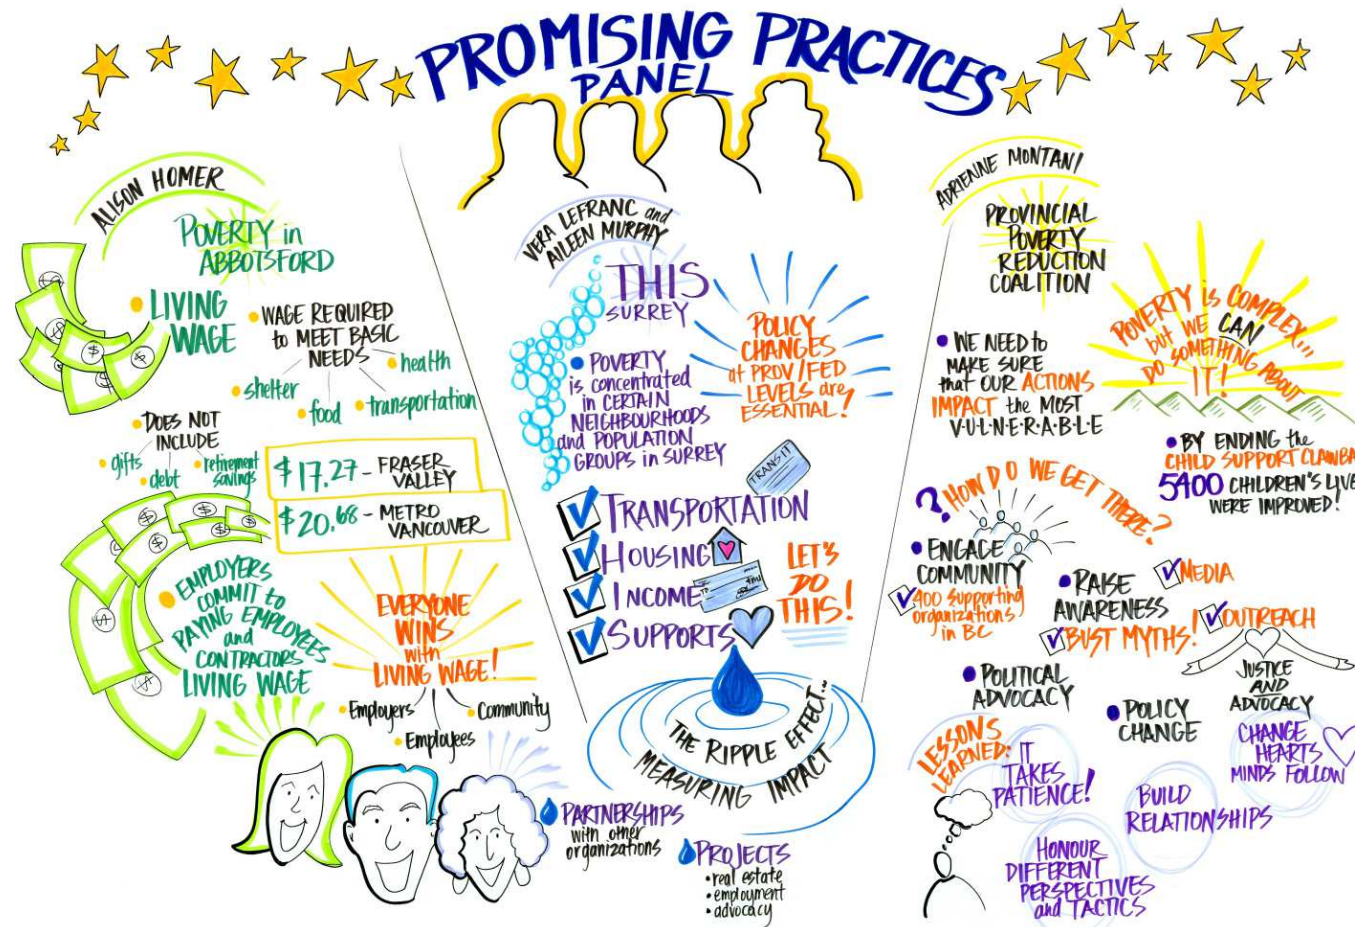 PROMISING PRACTICES
PANEL
ALISON HOMER
POVERTY in
ABBOTSFORD
LIVING
WAGE
WAGE REQUIRED
to MEET BASIC
NEEDS
health
shelter
food
transportation
DOES NOT
INCLUDE
gifts
debt
retirement
savings
$17.27 - FRASER
VALLEY
$20.68 - METRO
VANCOUVER
EMPLOYERS
COMMIT to
PAYING EMPLOYEES
and
CONTRACTORS
LIVING WAGE
EVERYONE
WINS
with
LIVING WAGE!
Employers
Community
Employees
VERA LEFRANC and
AILEEN MURPHY
THIS
SURREY
POVERTY
is concentrated
in CERTAIN
NEIGHBOURHOODS
and POPULATION
GROUPS in SURREY
POLICY
CHANGES
at PROV/FED
LEVELS are
ESSENTIAL!
TRANSIT
TRANSPORTATION
HOUSING
INCOME
SUPPORTS
LET'S
DO
THIS!
THE RIPPLE EFFECT...
MEASURING IMPACT
PARTNERSHIPS
with other
organizations
PROJECTS
• real estate
• employment
• advocacy
ADRIENNE MONTANI
PROVINCIAL
POVERTY
REDUCTION
COALITION
POVERTY is COMPLEX...
but WE CAN
DO SOMETHING ABOUT
IT!
WE NEED to
MAKE SURE
that OUR ACTIONS
IMPACT the MOST
V·U·L·N·E·R·A·B·L·E
BY ENDING the
CHILD SUPPORT CLAWBA
5400 CHILDREN'S LIVE
WERE IMPROVED!
? HOW DO WE GET THERE?
ENGAGE
COMMUNITY
400 supporting
organizations
in BC
RAISE
AWARENESS
BUST MYTHS!
MEDIA
OUTREACH
JUSTICE
AND
ADVOCACY
POLITICAL
ADVOCACY
POLICY
CHANGE
CHANGE
HEARTS
MINDS FOLLOW
LESSONS
LEARNED:
IT
TAKES
PATIENCE!
BUILD
RELATIONSHIPS
HONOUR
DIFFERENT
PERSPECTIVES
and TACTICS